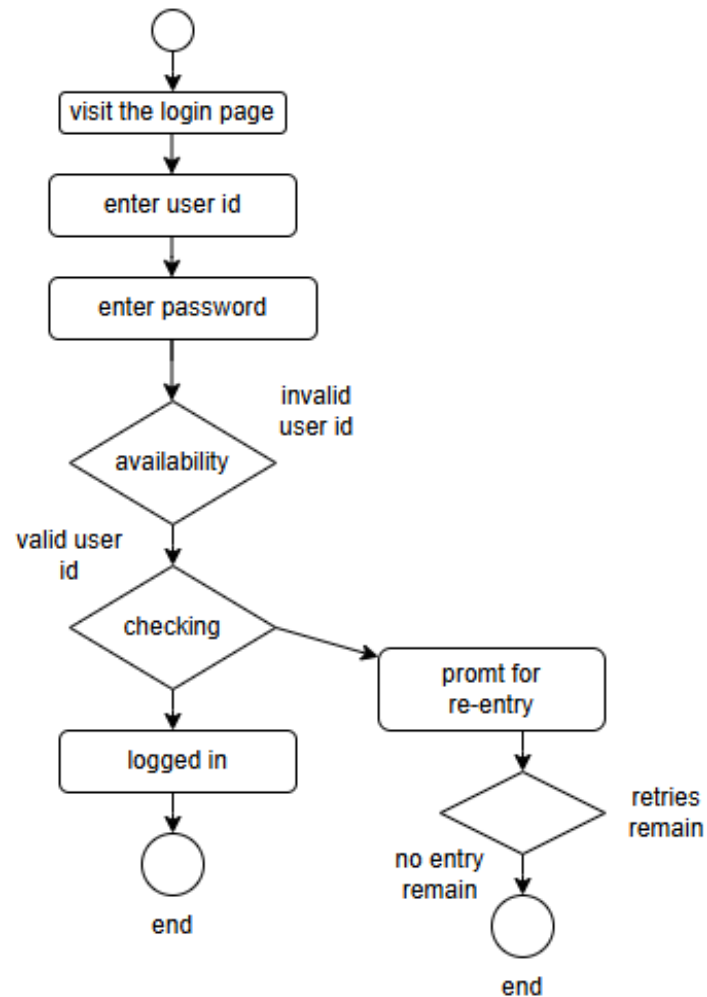 visit the login page
enter user id
enter password
invalid
user id
availability
valid user
id
checking
promt for
re-entry
logged in
retries
remain
no entry
remain
end
end